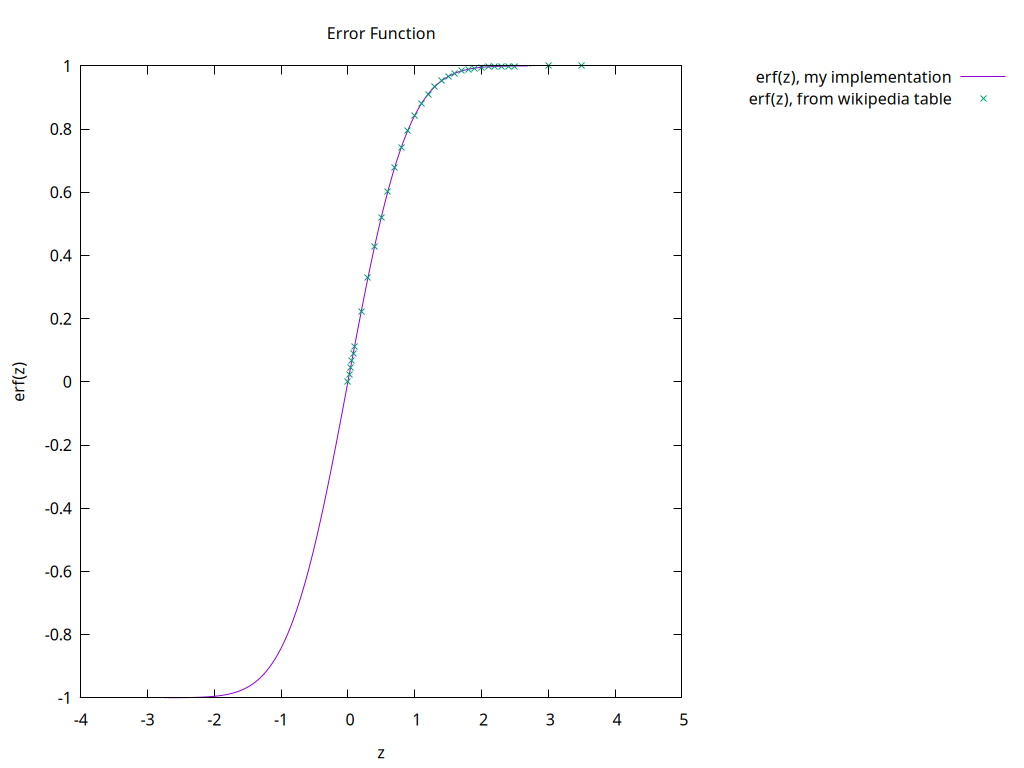 Error Function
erf(z), my implementation
erf(z), from wikipedia table
1
0.8
0.6
0.4
0.2
0
-0.2
-0.4
-0.6
-0.8
-1
erf(z)
-4 -3 -2 -1 0 1 2 3 4 5
z